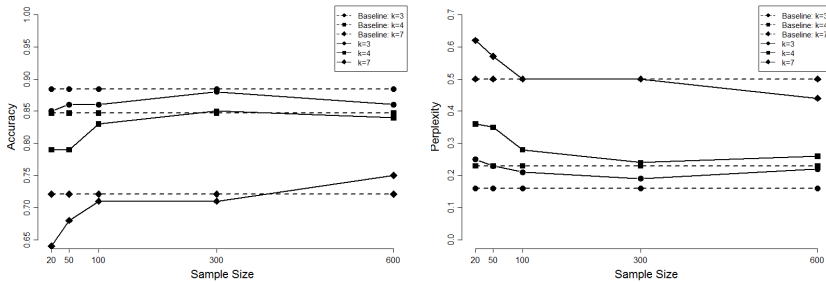 1.00
0.95
0.90
0.85
0.80
0.75
0.70
0.65
Accuracy
20
50
100
300
600
Sample Size
Baseline: k=3
Baseline: k=4
Baseline: k=7
k=3
k=4
k=7
0.7
0.6
0.5
0.4
0.3
0.2
0.1
0.0
Perplexity
20
50
100
300
600
Sample Size
Baseline: k=3
Baseline: k=4
Baseline: k=7
k=3
k=4
k=7